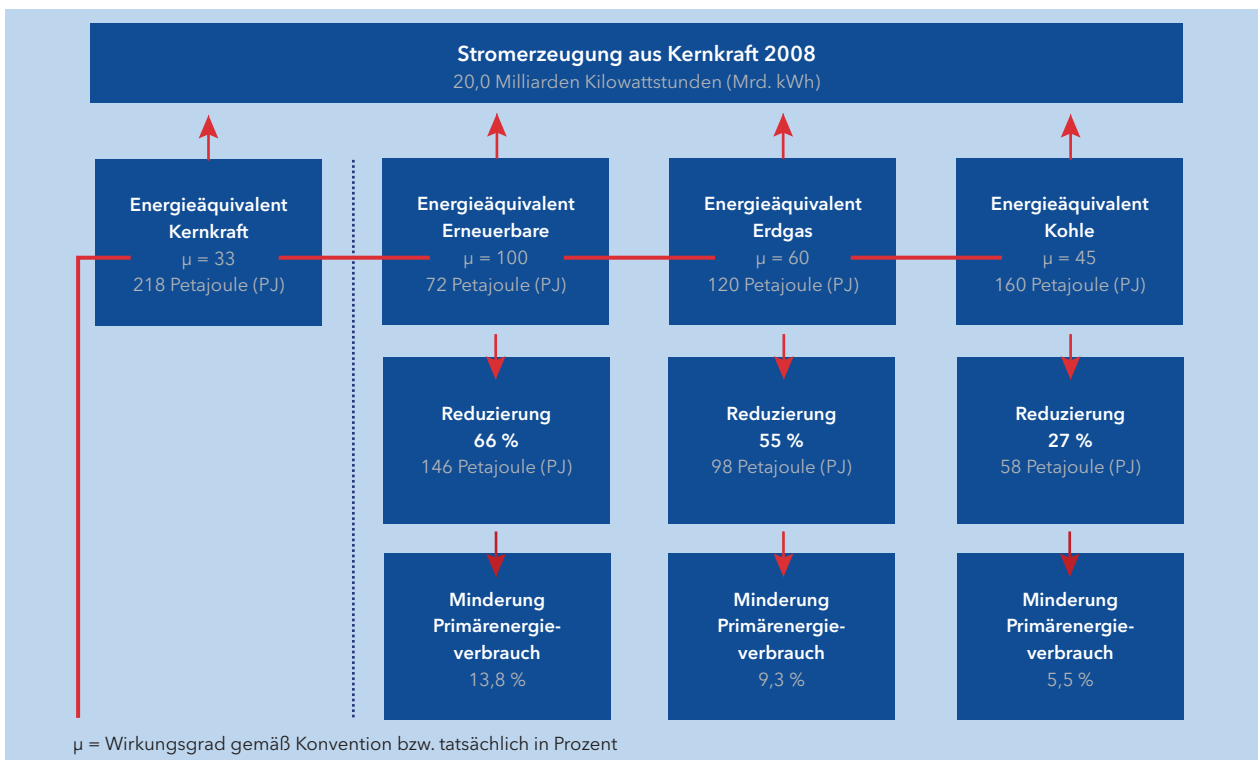 Stromerzeugung aus Kernkraft 2008
20,0 Milliarden Kilowattstunden (Mrd. kWh)
Energieäquivalent
Kernkraft
µ = 33
218 Petajoule (PJ)
Energieäquivalent
Erneuerbare
µ = 100
72 Petajoule (PJ)
Energieäquivalent
Erdgas
µ = 60
120 Petajoule (PJ)
Energieäquivalent
Kohle
µ = 45
160 Petajoule (PJ)
Reduzierung
66 %
146 Petajoule (PJ)
Reduzierung
55 %
98 Petajoule (PJ)
Reduzierung
27 %
58 Petajoule (PJ)
Minderung
Primärenergie-
verbrauch
13,8 %
Minderung
Primärenergie-
verbrauch
9,3 %
Minderung
Primärenergie-
verbrauch
5,5 %
µ = Wirkungsgrad gemäß Konvention bzw. tatsächlich in Prozent